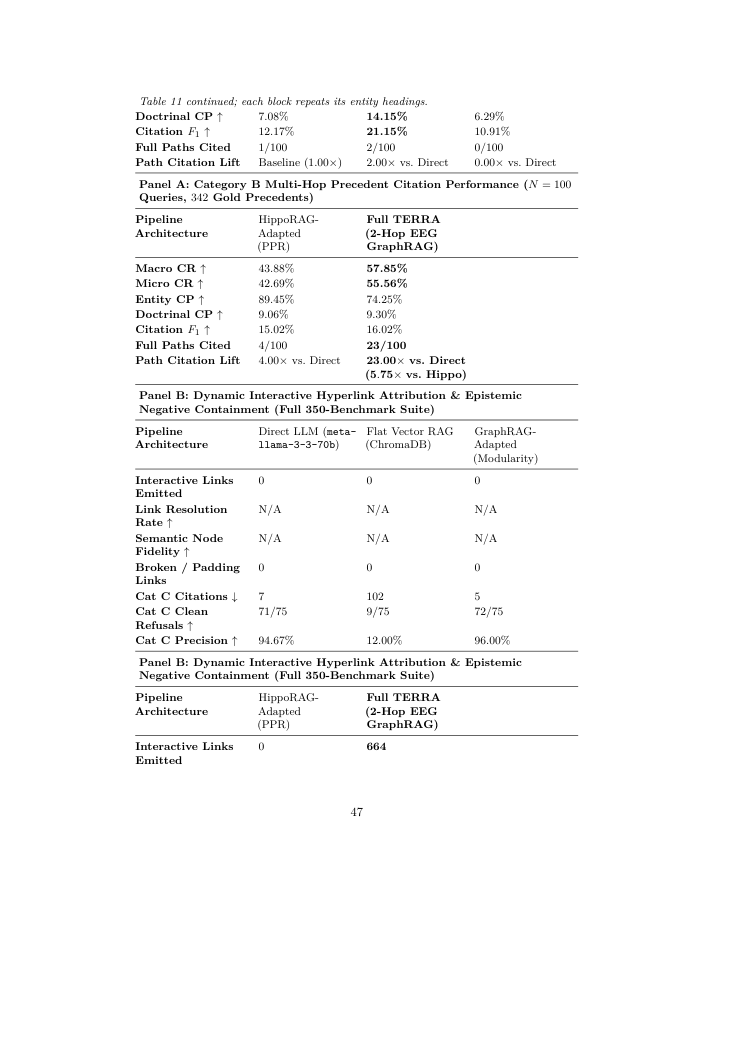 Table 11 continued; each block repeats its entity headings.
Doctrinal CP ↑ 7.08% 14.15% 6.29%
Citation F1 ↑ 12.17% 21.15% 10.91%
Full Paths Cited 1/100 2/100 0/100
Path Citation Lift Baseline (1.00×) 2.00× vs. Direct 0.00× vs. Direct
Panel A: Category B Multi-Hop Precedent Citation Performance (N = 100
Queries, 342 Gold Precedents)
Pipeline HippoRAG- Full TERRA
Architecture Adapted (2-Hop EEG
(PPR) GraphRAG)
Macro CR ↑ 43.88% 57.85%
Micro CR ↑ 42.69% 55.56%
Entity CP ↑ 89.45% 74.25%
Doctrinal CP ↑ 9.06% 9.30%
Citation F1 ↑ 15.02% 16.02%
Full Paths Cited 4/100 23/100
Path Citation Lift 4.00× vs. Direct 23.00× vs. Direct
(5.75× vs. Hippo)
Panel B: Dynamic Interactive Hyperlink Attribution & Epistemic
Negative Containment (Full 350-Benchmark Suite)
Pipeline Direct LLM (meta- Flat Vector RAG GraphRAG-
Architecture llama-3-3-70b) (ChromaDB) Adapted
(Modularity)
Interactive Links 0 0 0
Emitted
Link Resolution N/A N/A N/A
Rate ↑
Semantic Node N/A N/A N/A
Fidelity ↑
Broken / Padding 0 0 0
Links
Cat C Citations ↓ 7 102 5
Cat C Clean 71/75 9/75 72/75
Refusals ↑
Cat C Precision ↑ 94.67% 12.00% 96.00%
Panel B: Dynamic Interactive Hyperlink Attribution & Epistemic
Negative Containment (Full 350-Benchmark Suite)
Pipeline HippoRAG- Full TERRA
Architecture Adapted (2-Hop EEG
(PPR) GraphRAG)
Interactive Links 0 664
Emitted
47